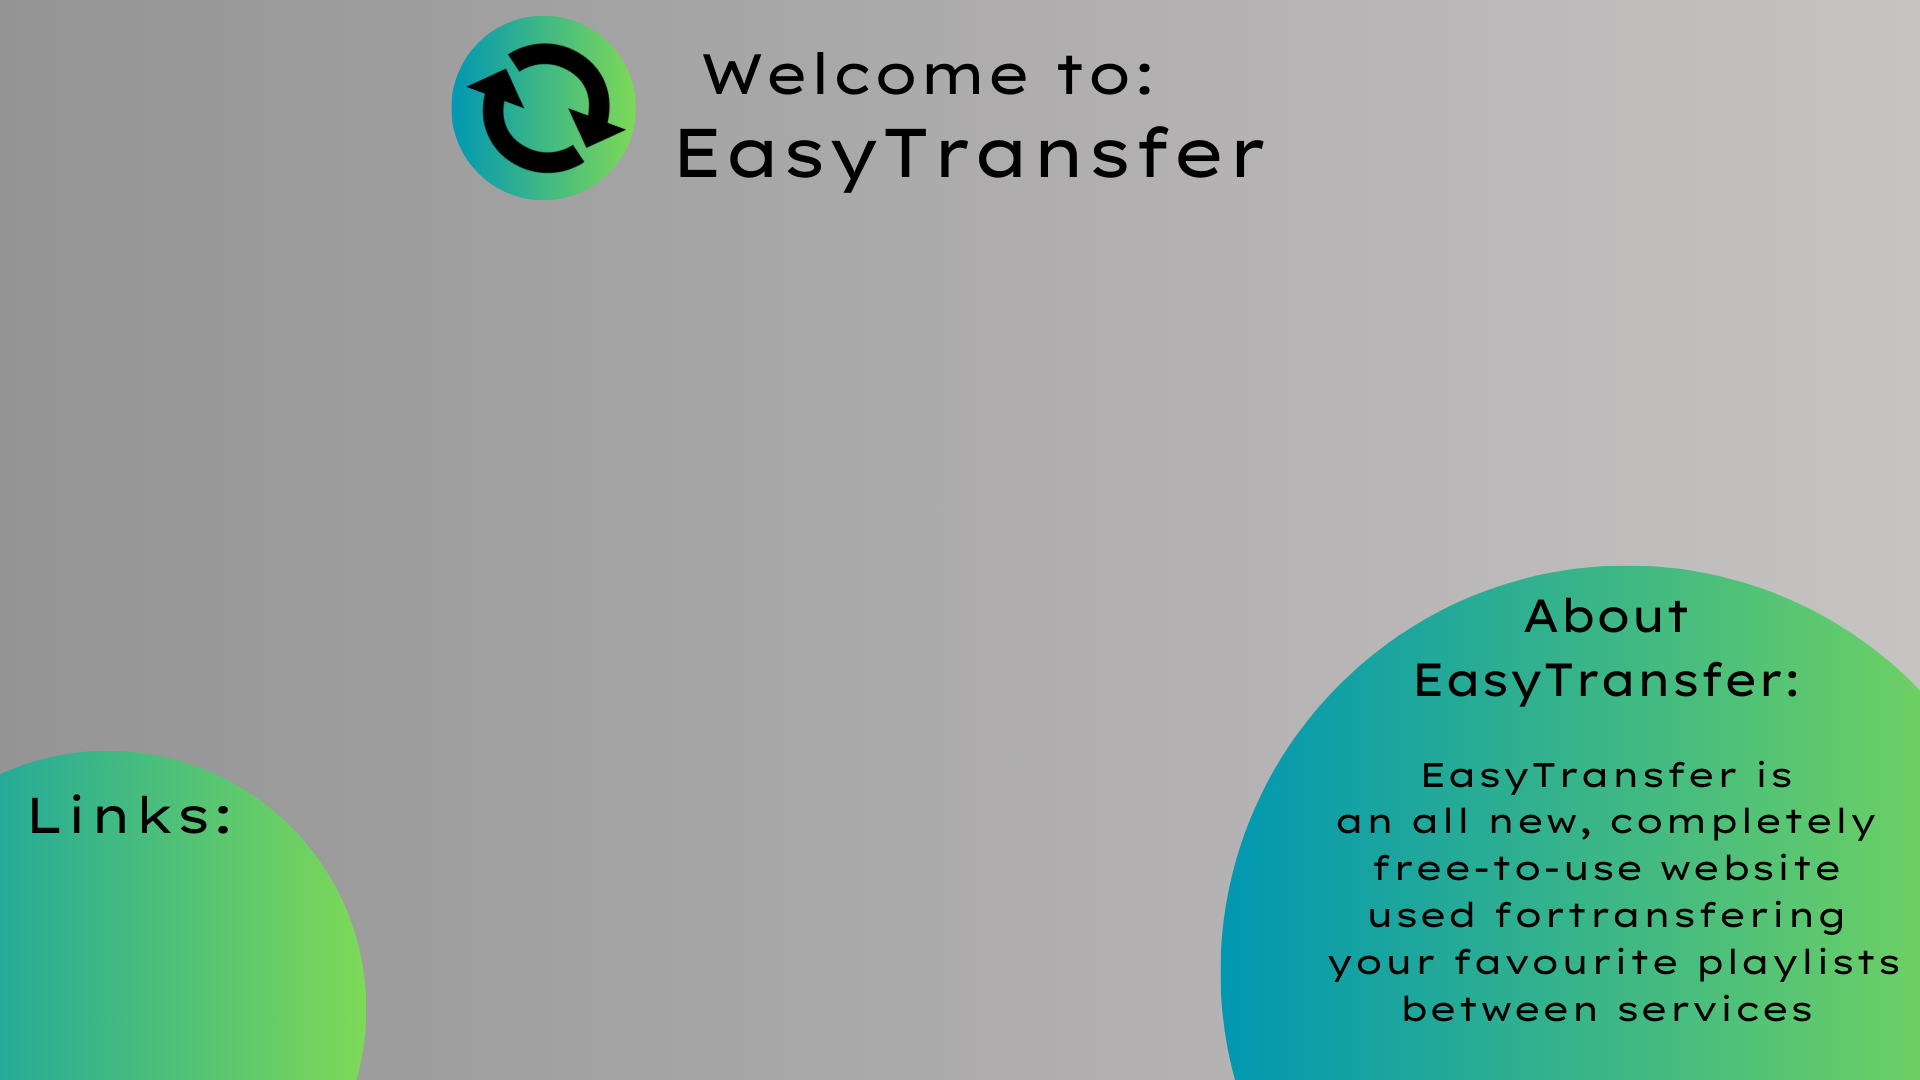 Welcome to:
EasyTransfer
About
EasyTransfer:
EasyTransfer is
an all new, completely
free-to-use website
used fortransfering
your favourite playlists
between services
Links: